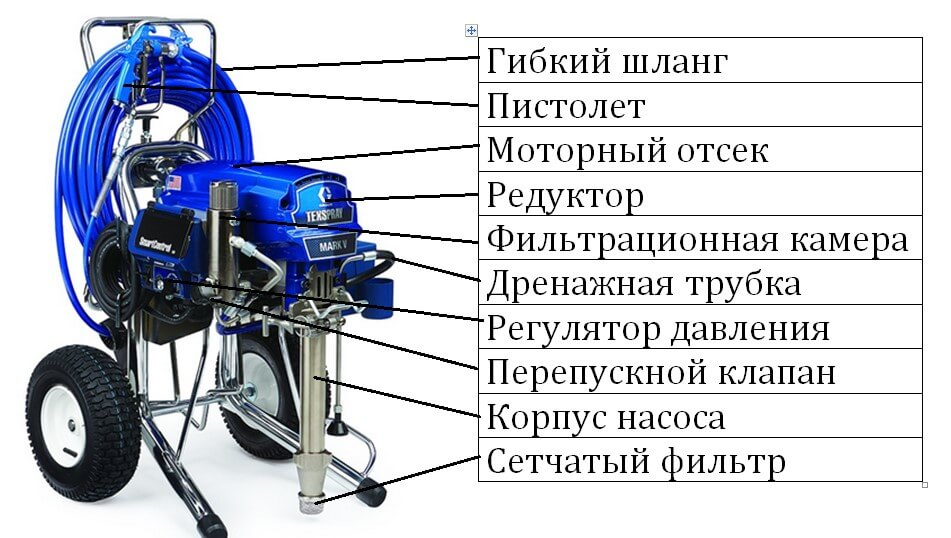 Гибкий шланг
Пистолет
Моторный отсек
Редуктор
Фильтрационная камера
Дренажная трубка
Регулятор давления
Перепускной клапан
Корпус насоса
Сетчатый фильтр
TEXSPRAY
MARK V
SmartControl